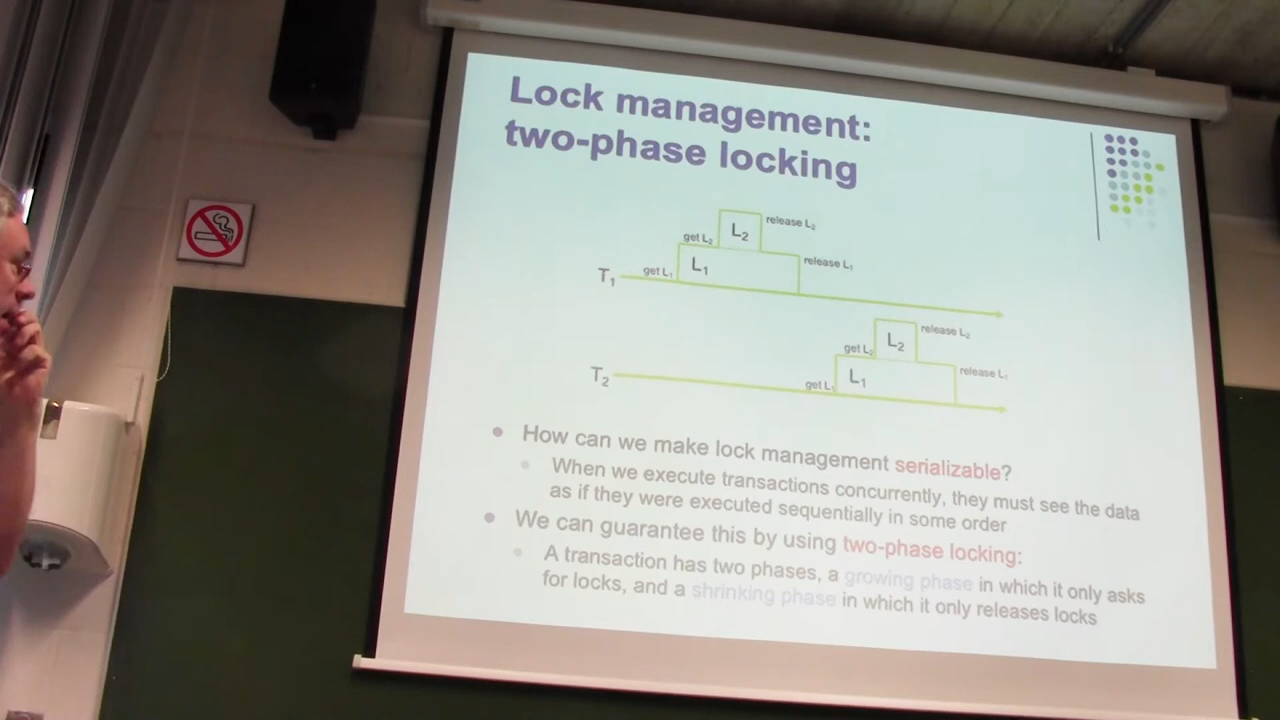 Lock management:
two-phase locking
release L₂
get L₂
L₂
get L₁
L₁
release L₁
T₁
release L₂
get L₂
L₂
get L₁
L₁
release L₁
T₂
How can we make lock management serializable?
When we execute transactions concurrently, they must see the data
as if they were executed sequentially in some order
We can guarantee this by using two-phase locking:
A transaction has two phases, a growing phase in which it only asks
for locks, and a shrinking phase in which it only releases locks